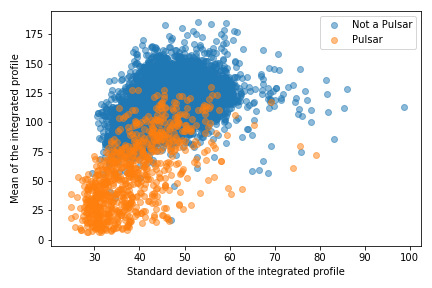 Not a Pulsar
Pulsar
175
150
125
100
75
50
25
0
Mean of the integrated profile
30 40 50 60 70 80 90 100
Standard deviation of the integrated profile